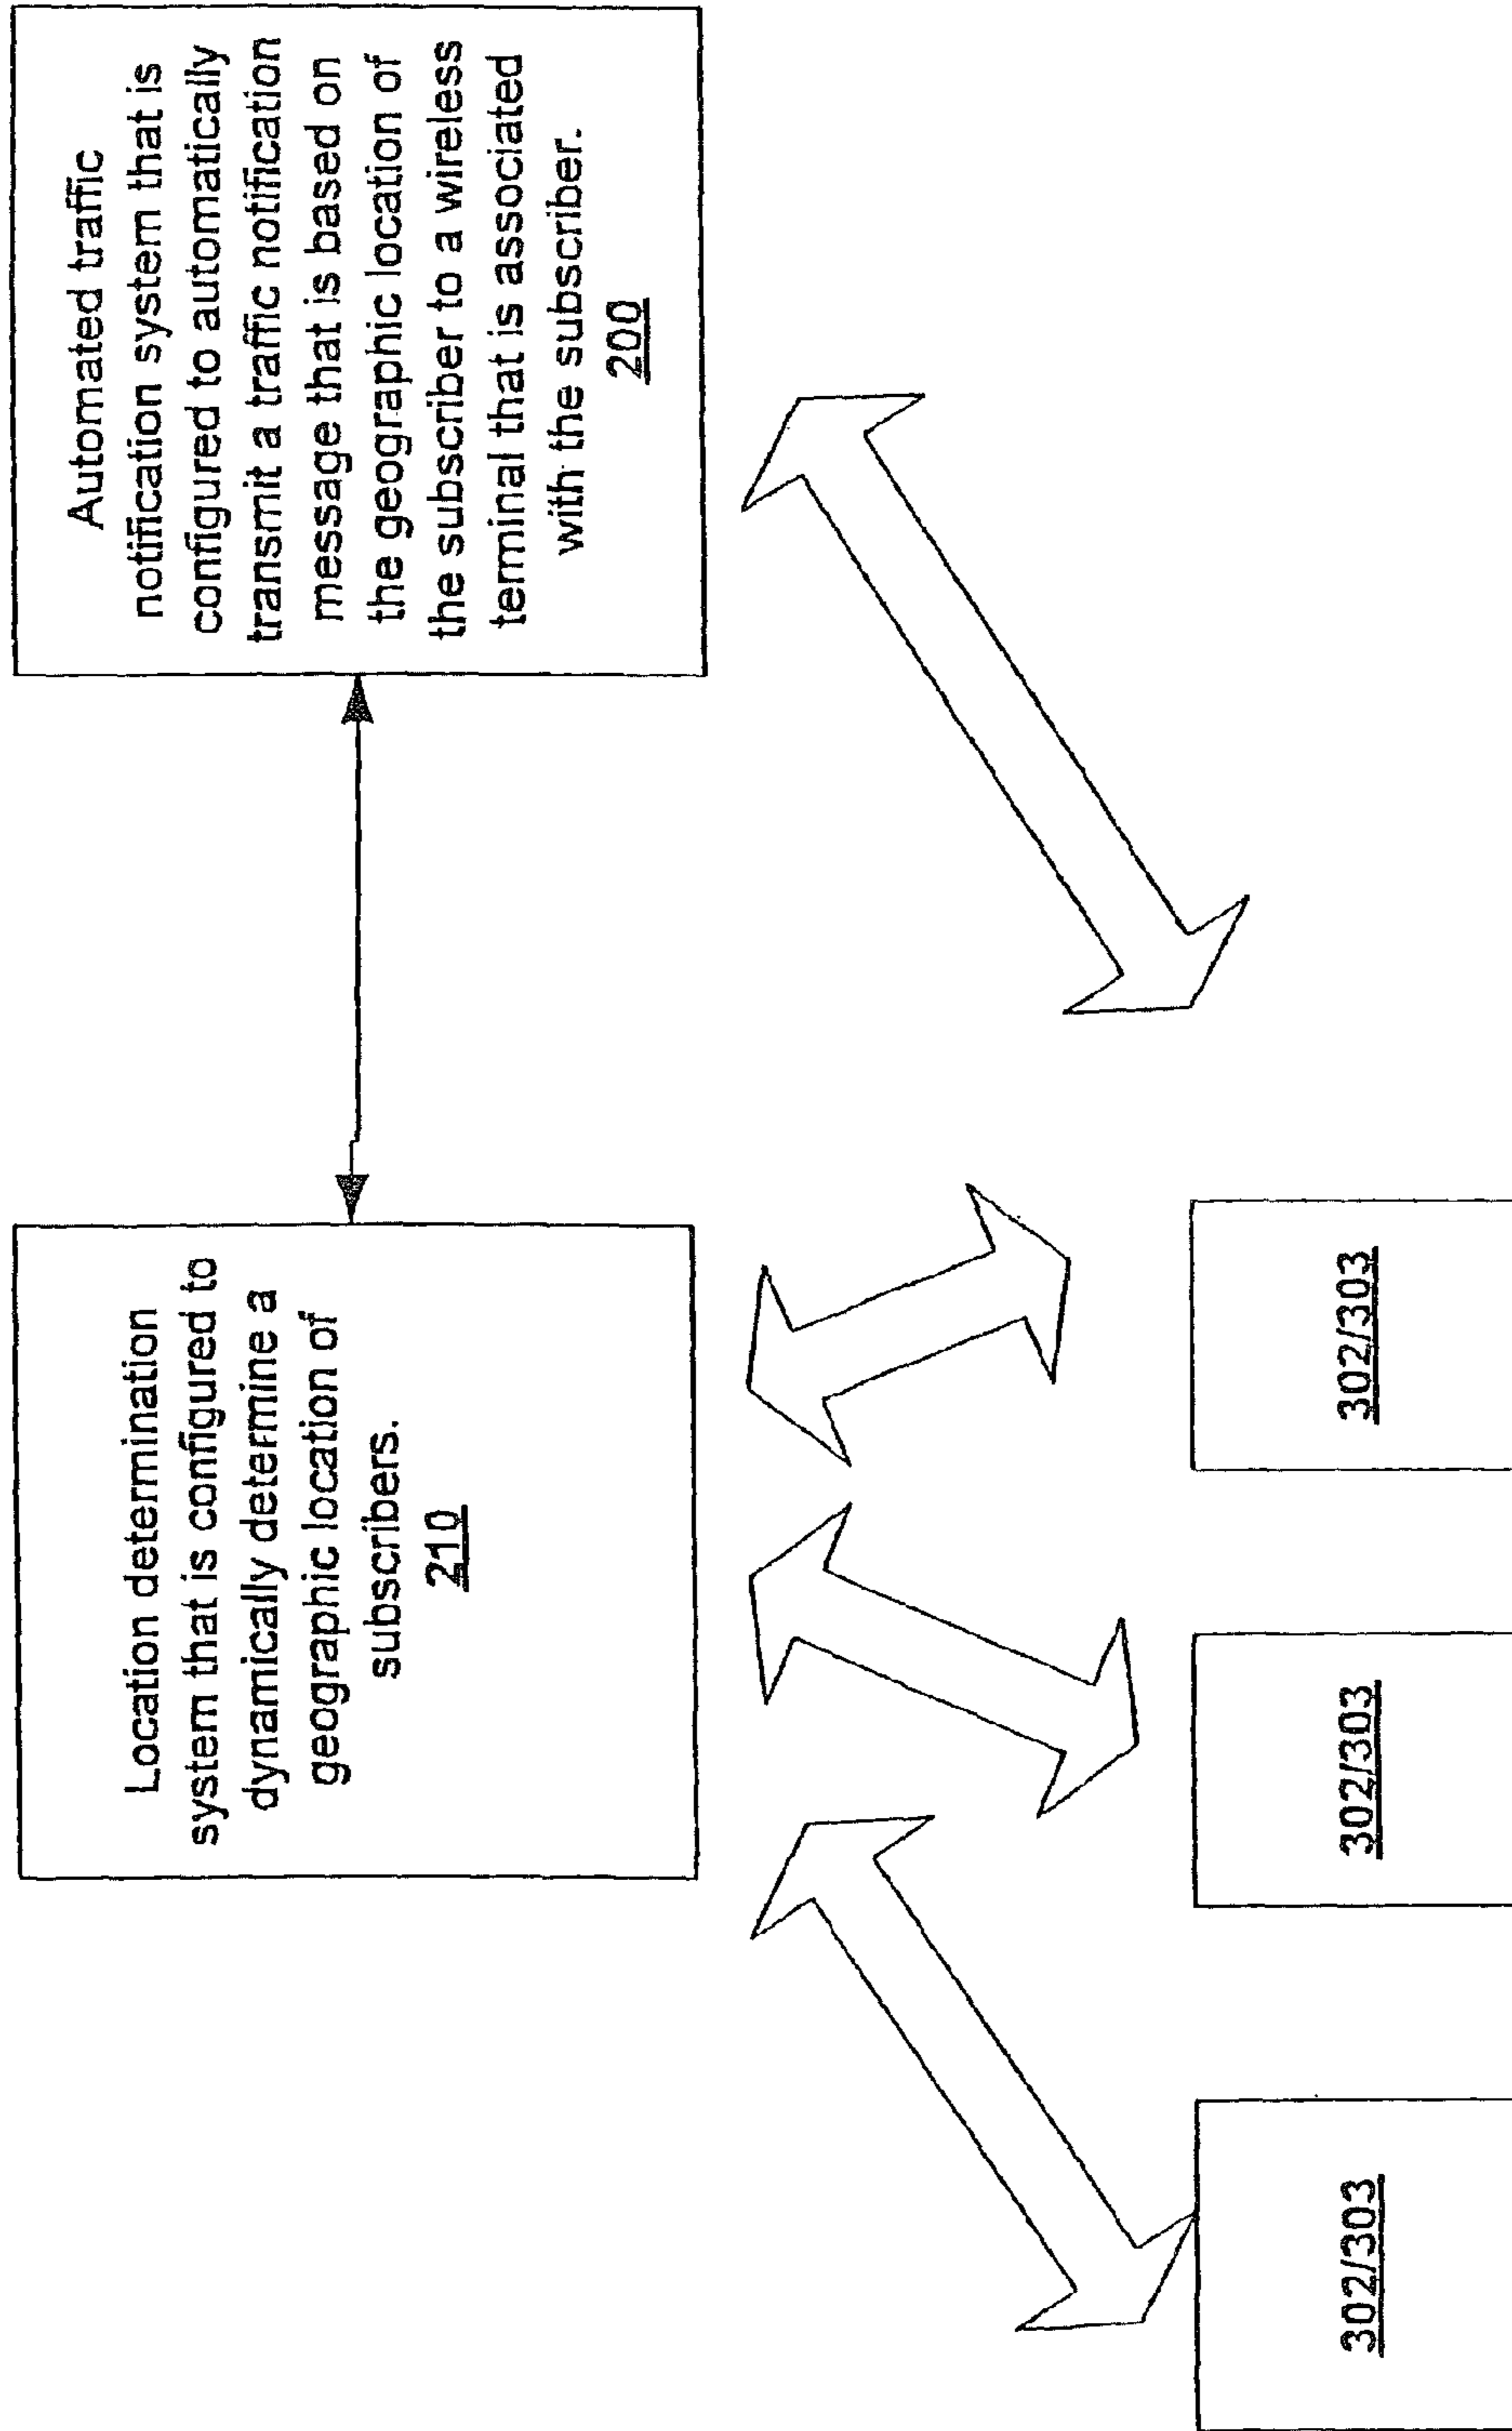 Location determination
system that is configured to
dynamically determine a
geographic location of
subscribers.
210
Automated traffic
notification system that is
configured to automatically
transmit a traffic notification
message that is based on
the geographic location of
the subscriber to a wireless
terminal that is associated
with the subscriber.
200
302/303
302/303
302/303